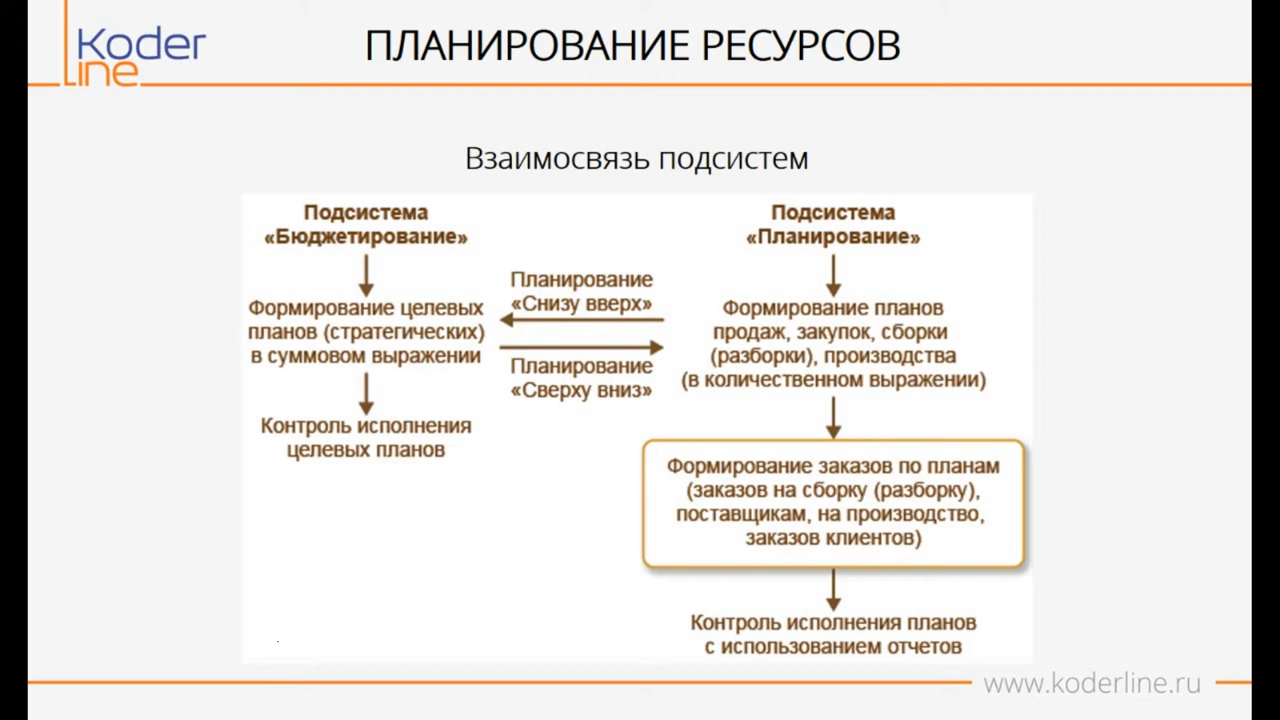 Koder
line
ПЛАНИРОВАНИЕ РЕСУРСОВ
Взаимосвязь подсистем
Подсистема
«Бюджетирование»
Формирование целевых
планов (стратегических)
в суммовом выражении
Контроль исполнения
целевых планов
Планирование
«Снизу вверх»
Планирование
«Сверху вниз»
Подсистема
«Планирование»
Формирование планов
продаж, закупок, сборки
(разборки), производства
(в количественном выражении)
Формирование заказов по планам
(заказов на сборку (разборку),
поставщикам, на производство,
заказов клиентов)
Контроль исполнения планов
с использованием отчетов
www.koderline.ru